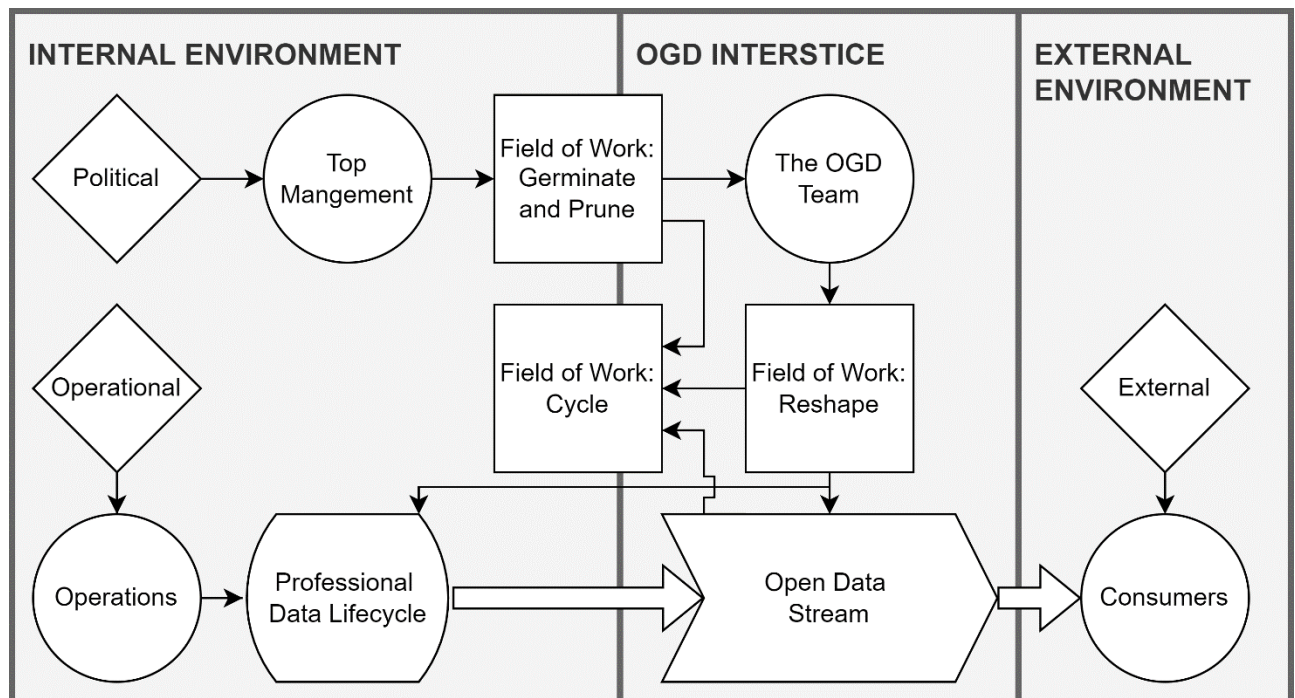 INTERNAL ENVIRONMENT
OGD INTERSTICE
EXTERNAL
ENVIRONMENT
Political
Top
Mangement
Field of Work:
Germinate
and Prune
The OGD
Team
Operational
Field of Work:
Cycle
Field of Work:
Reshape
External
Operations
Professional
Data Lifecycle
Open Data
Stream
Consumers